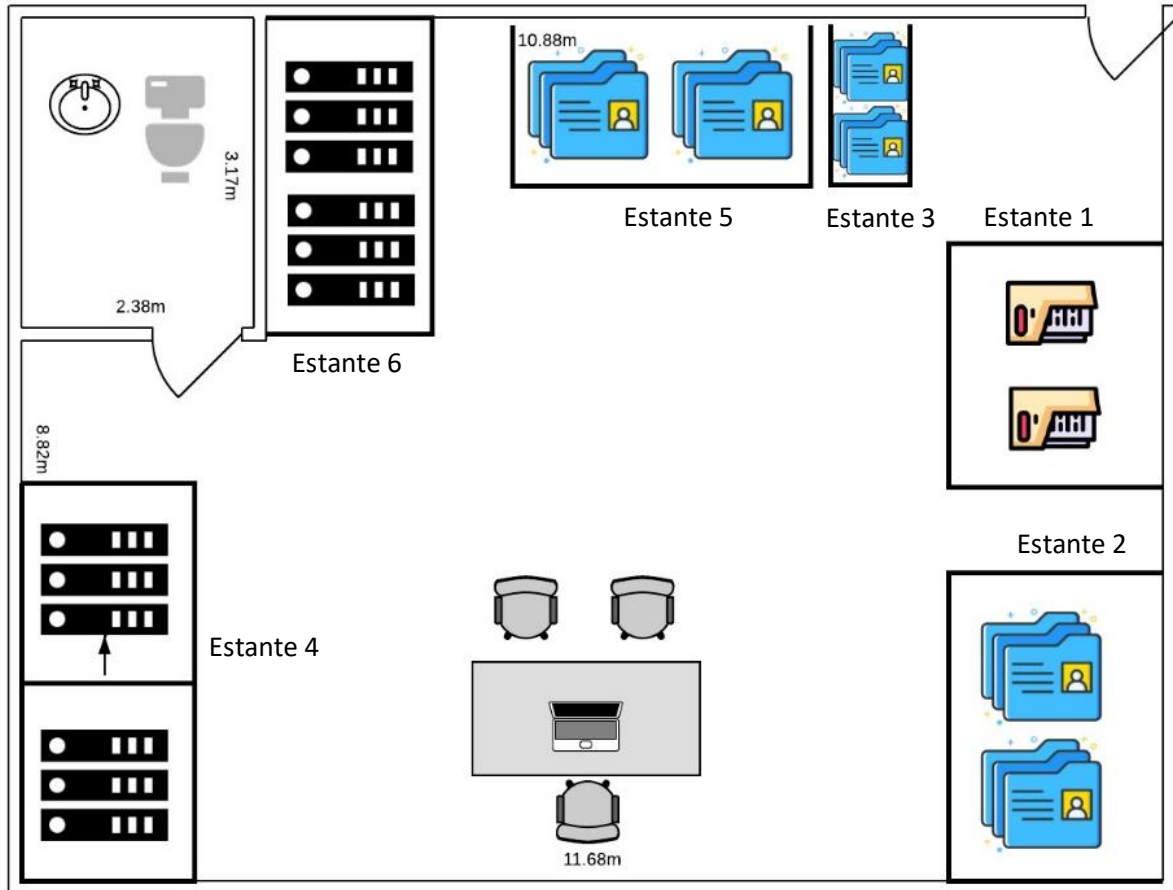 10.88m
3.17m
Estante 5
Estante 3
Estante 1
2.38m
Estante 6
8.82m
Estante 2
Estante 4
11.68m